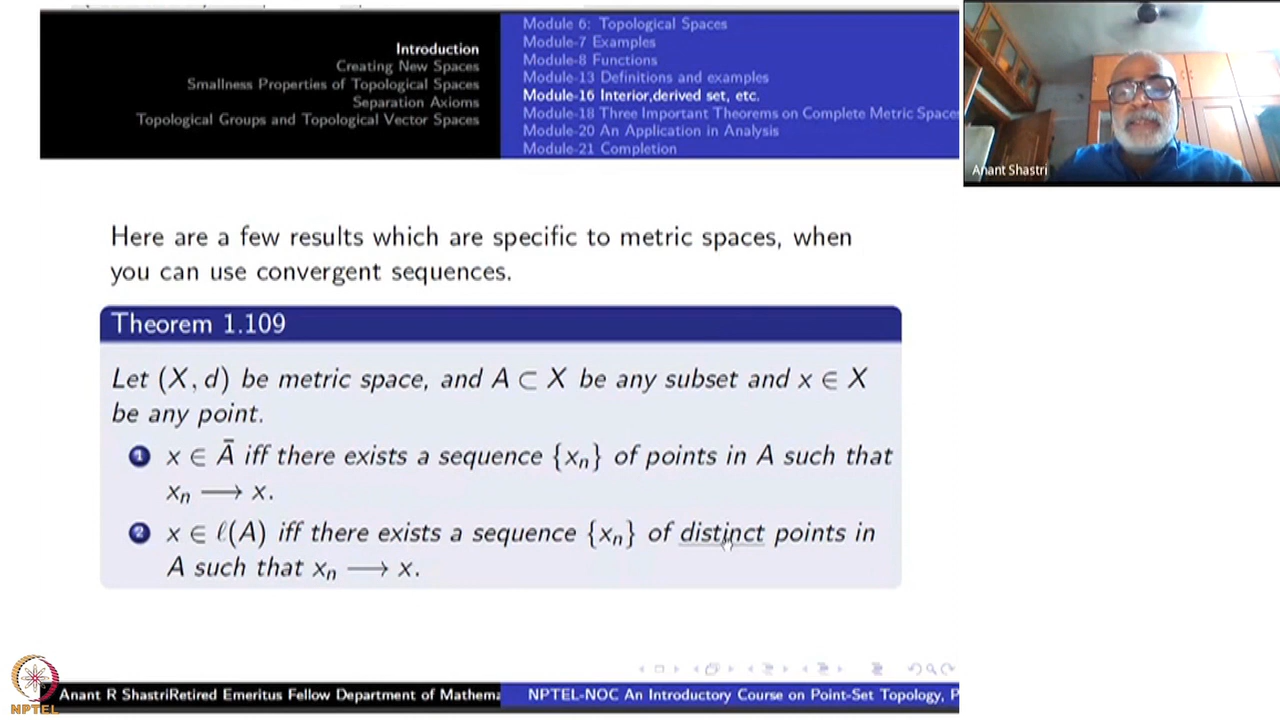 Introduction
Creating New Spaces
Smallness Properties of Topological Spaces
Separation Axioms
Topological Groups and Topological Vector Spaces
Module 6: Topological Spaces
Module-7 Examples
Module-8 Functions
Module-13 Definitions and examples
Module-16 Interior,derived set, etc.
Module-18 Three Important Theorems on Complete Metric Space
Module-20 An Application in Analysis
Module-21 Completion
Anant Shastri
Here are a few results which are specific to metric spaces, when
you can use convergent sequences.
Theorem 1.109
Let (X, d) be metric space, and A ⊂ X be any subset and x ∈ X
be any point.
1 x ∈ Ā iff there exists a sequence {xₙ} of points in A such that
xₙ ⟶ x.
2 x ∈ ℓ(A) iff there exists a sequence {xₙ} of distinct points in
A such that xₙ ⟶ x.
NPTEL
Anant R ShastriRetired Emeritus Fellow Department of Mathema
NPTEL-NOC An Introductory Course on Point-Set Topology, P